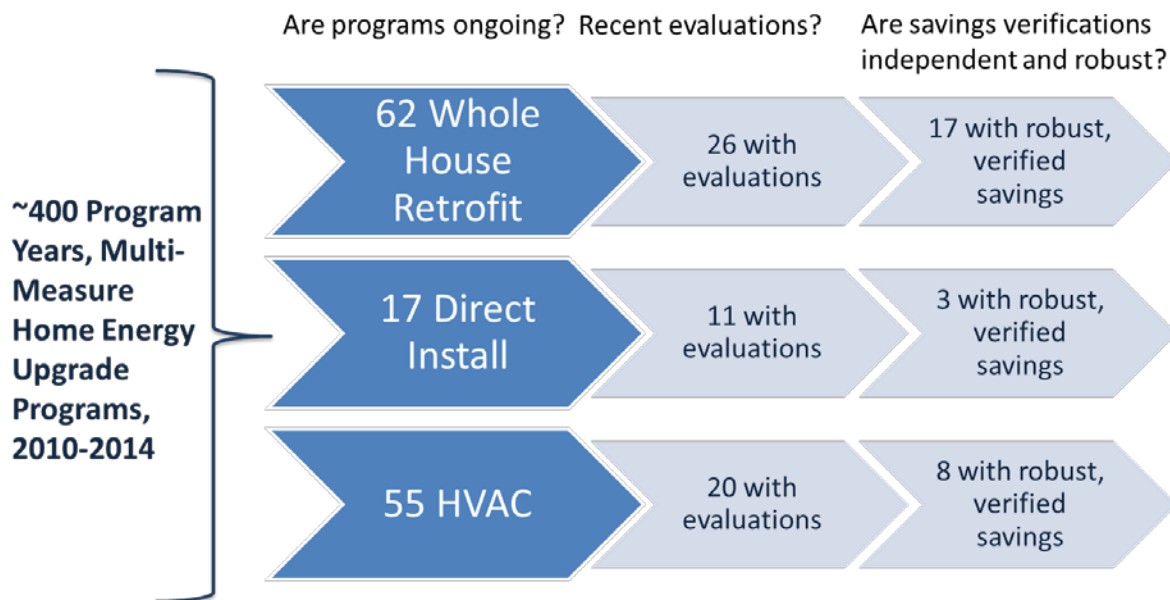 Are programs ongoing?
Recent evaluations?
Are savings verifications
independent and robust?
~400 Program
Years, Multi-
Measure
Home Energy
Upgrade
Programs,
2010-2014
62 Whole
House
Retrofit
26 with
evaluations
17 with robust,
verified
savings
17 Direct
Install
11 with
evaluations
3 with robust,
verified
savings
55 HVAC
20 with
evaluations
8 with robust,
verified
savings